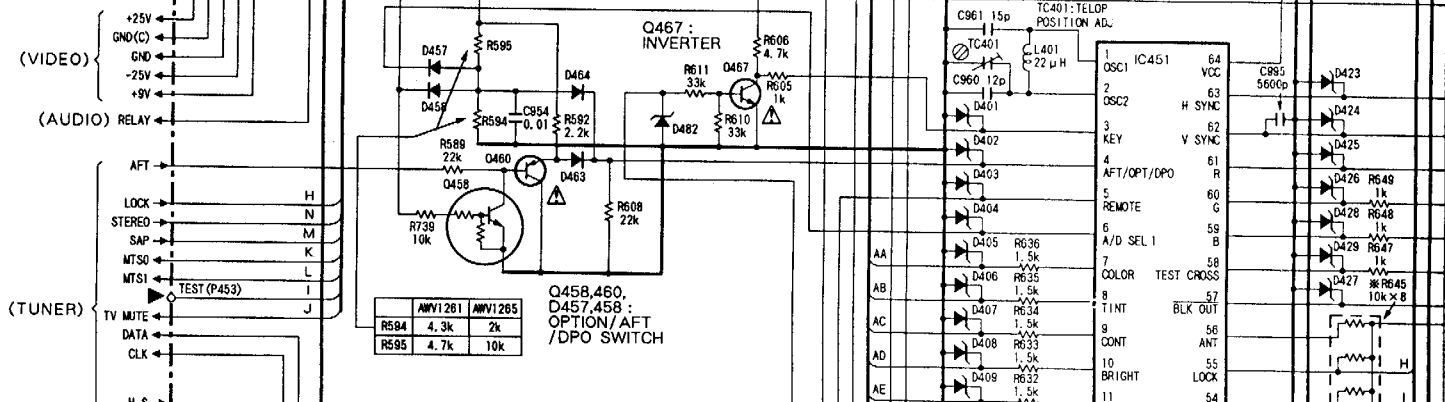 +25V
GND(C)
GND
-25V
+9V
(VIDEO)
(AUDIO) RELAY
AFT
LOCK
STEREO
SAP
MTS0
MTS1
TEST(P453)
(TUNER)
TV MUTE
DATA
CLK
H
N
M
K
L
I
J
D457
D458
R595
R594
C954
0.01
D464
R592
2.2k
R589
22k
Q460
D463
Q458
R739
10k
R608
22k
Q467 :
INVERTER
R606
4.7k
Q467
R611
33k
R605
1k
R610
33k
D482
AWV1261 AWV1265
R594 4.3k 2k
R595 4.7k 10k
Q458,460,
D457,458 :
OPTION/AFT
/DPO SWITCH
TC401:TELOP
POSITION ADJ
C961 15p
TC401
L401
22μH
C960 12p
D401
D402
D403
D404
D405
D406
D407
D408
D409
R636
1.5k
R635
1.5k
R634
1.5k
R633
1.5k
R632
1.5k
AA
AB
AC
AD
AE
IC451
1
OSC1
2
OSC2
3
KEY
4
AFT/OPT/DPO
5
REMOTE
6
A/D SEL1
7
COLOR
8
TINT
9
CONT
10
BRIGHT
11
64
VCC
63
H SYNC
62
V SYNC
61
R
60
G
59
B
58
TEST CROSS
57
BLK OUT
56
ANT
55
LOCK
54
C895
5600p
D423
D424
D425
D426
D428
D429
D427
R649
1k
R648
1k
R647
1k
※R645
10k×8
H